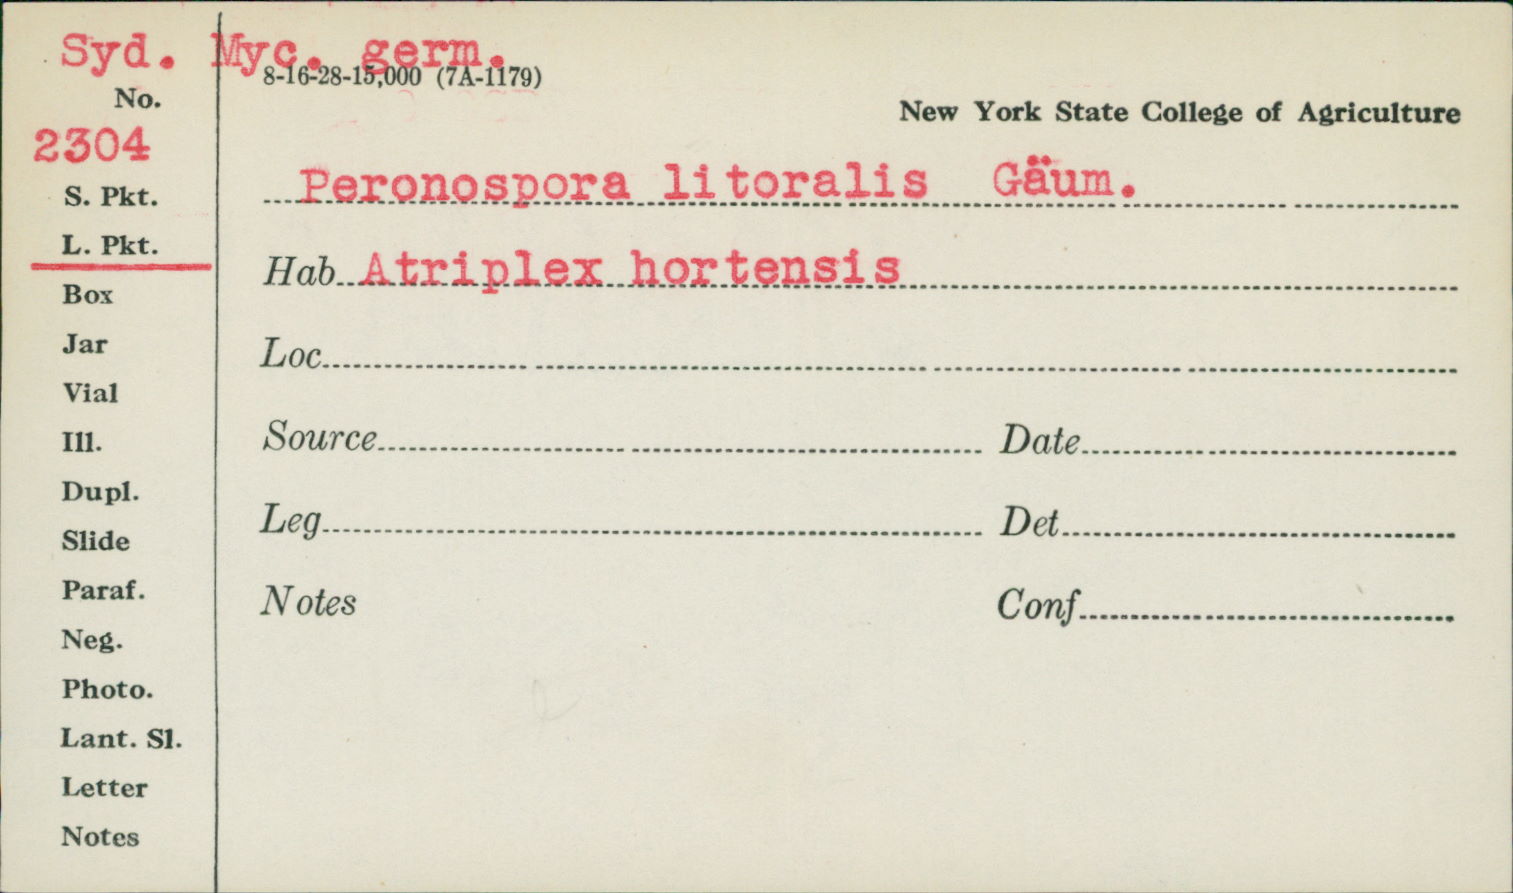 Syd. Myc. germ.
8-16-28-15,000 (7A-1179)
No.
New York State College of Agriculture
2304
Peronospora litoralis Gäum.
S. Pkt.
L. Pkt.
Hab Atriplex hortensis
Box
Jar
Loc
Vial
Ill.
Source Date
Dupl.
Slide
Leg Det
Paraf.
Notes Conf
Neg.
Photo.
Lant. Sl.
Letter
Notes